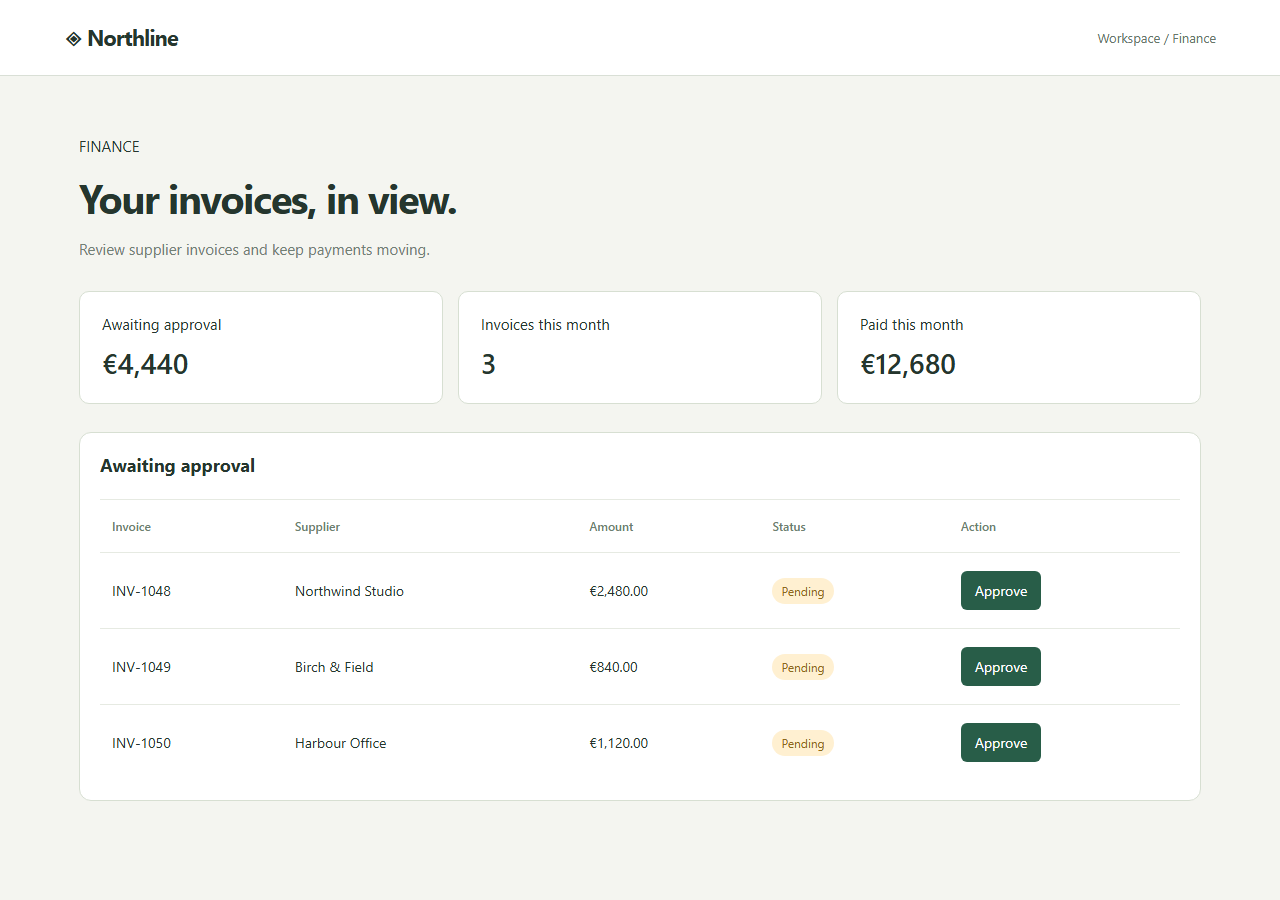 ◈ Northline
Workspace / Finance
FINANCE
Your invoices, in view.
Review supplier invoices and keep payments moving.
Awaiting approval
€4,440
Invoices this month
3
Paid this month
€12,680
Awaiting approval
Invoice Supplier Amount Status Action
INV-1048 Northwind Studio €2,480.00 Pending Approve
INV-1049 Birch & Field €840.00 Pending Approve
INV-1050 Harbour Office €1,120.00 Pending Approve